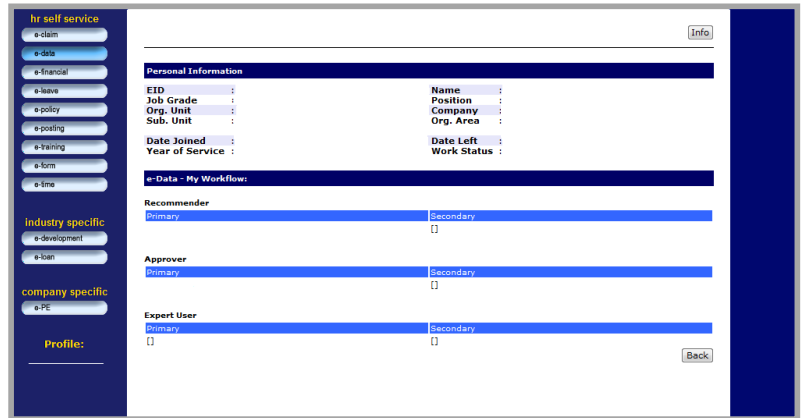 hr self service
e-claim
e-data
e-financial
e-leave
e-policy
e-posting
e-training
e-form
e-time
industry specific
e-development
e-loan
company specific
e-PE
Profile:
Info
Personal Information
EID : Name :
Job Grade : Position :
Org. Unit : Company :
Sub. Unit : Org. Area :
Date Joined : Date Left :
Year of Service : Work Status :
e-Data - My Workflow:
Recommender
Primary Secondary
[]
Approver
Primary Secondary
[]
Expert User
Primary Secondary
[] []
Back